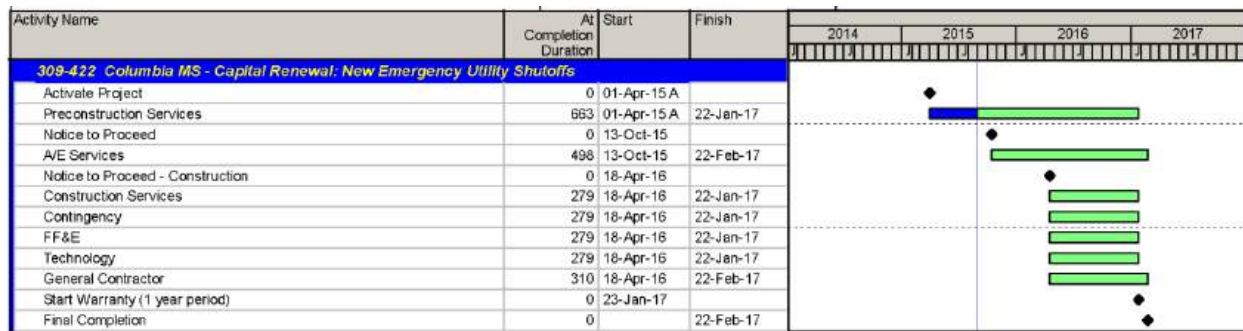 Activity Name At Completion Duration Start Finish 2014 2015 2016 2017
J J J J J J J
309-422 Columbia MS - Capital Renewal: New Emergency Utility Shutoffs
Activate Project 0 01-Apr-15 A
Preconstruction Services 663 01-Apr-15 A 22-Jan-17
Notice to Proceed 0 13-Oct-15
A/E Services 498 13-Oct-15 22-Feb-17
Notice to Proceed - Construction 0 18-Apr-16
Construction Services 279 18-Apr-16 22-Jan-17
Contingency 279 18-Apr-16 22-Jan-17
FF&E 279 18-Apr-16 22-Jan-17
Technology 279 18-Apr-16 22-Jan-17
General Contractor 310 18-Apr-16 22-Feb-17
Start Warranty (1 year period) 0 23-Jan-17
Final Completion 0 22-Feb-17